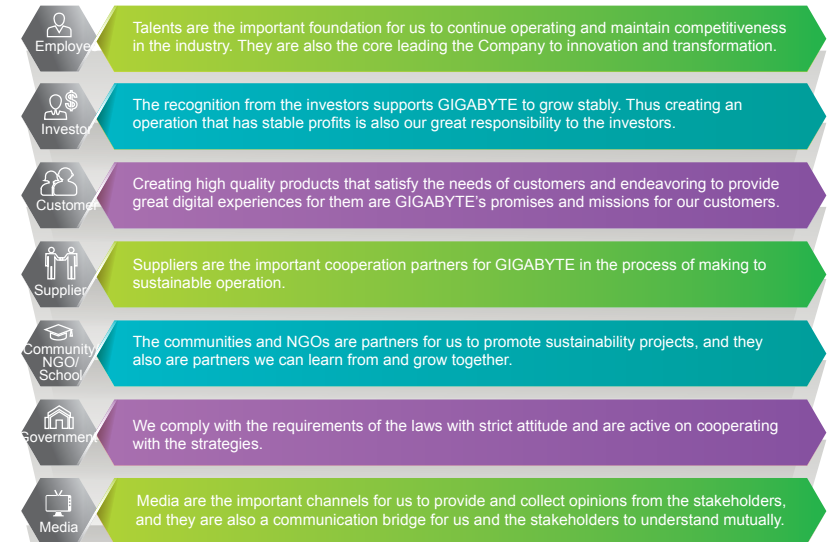 Employee
Talents are the important foundation for us to continue operating and maintain competitiveness
in the industry. They are also the core leading the Company to innovation and transformation.
Investor
The recognition from the investors supports GIGABYTE to grow stably. Thus creating an
operation that has stable profits is also our great responsibility to the investors.
Customer
Creating high quality products that satisfy the needs of customers and endeavoring to provide
great digital experiences for them are GIGABYTE's promises and missions for our customers.
Supplier
Suppliers are the important cooperation partners for GIGABYTE in the process of making to
sustainable operation.
Community
NGO/
School
The communities and NGOs are partners for us to promote sustainability projects, and they
also are partners we can learn from and grow together.
Government
We comply with the requirements of the laws with strict attitude and are active on cooperating
with the strategies.
Media
Media are the important channels for us to provide and collect opinions from the stakeholders,
and they are also a communication bridge for us and the stakeholders to understand mutually.